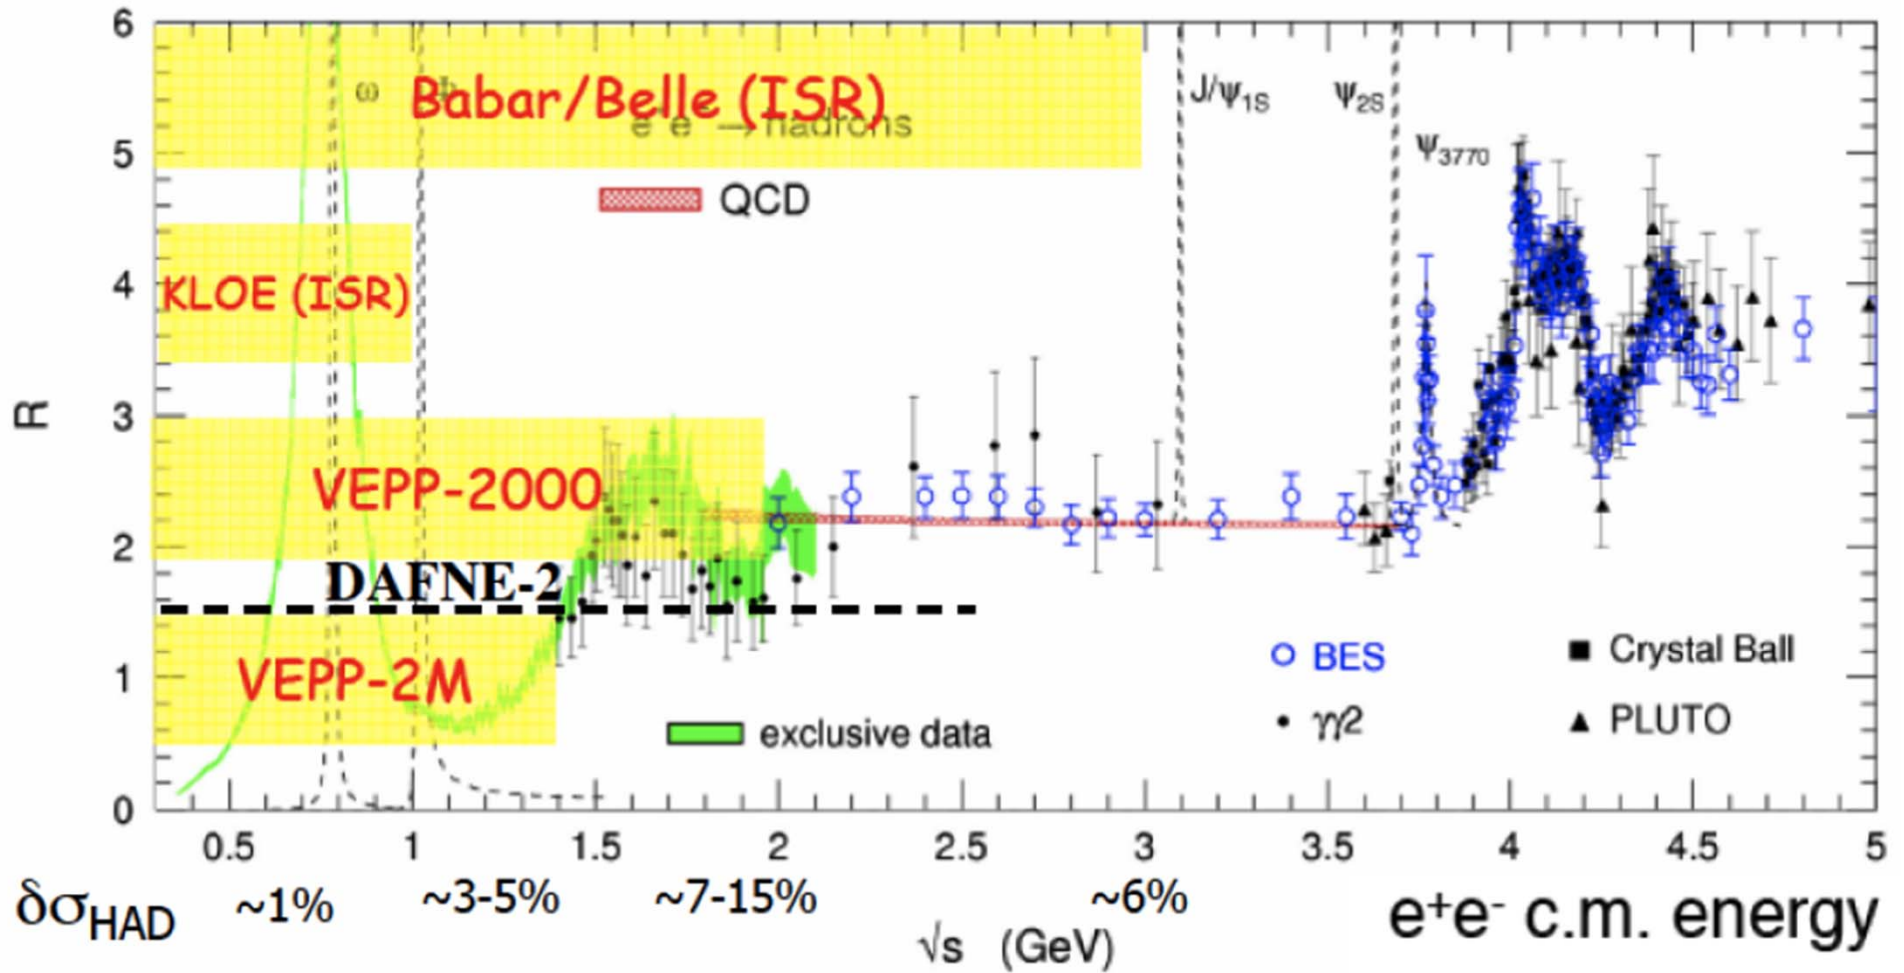 6
ω Φ
Babar/Belle (ISR)
e e → hadrons
J/ψ1S
ψ2S
5
ψ3770
QCD
4
KLOE (ISR)
R
3
VEPP-2000
2
DAFNE-2
VEPP-2M
1
BES
Crystal Ball
exclusive data
γγ2
PLUTO
0
0.5 1 1.5 2 2.5 3 3.5 4 4.5 5
δσHAD ~1% ~3-5% ~7-15% ~6%
e+e- c.m. energy
√s (GeV)